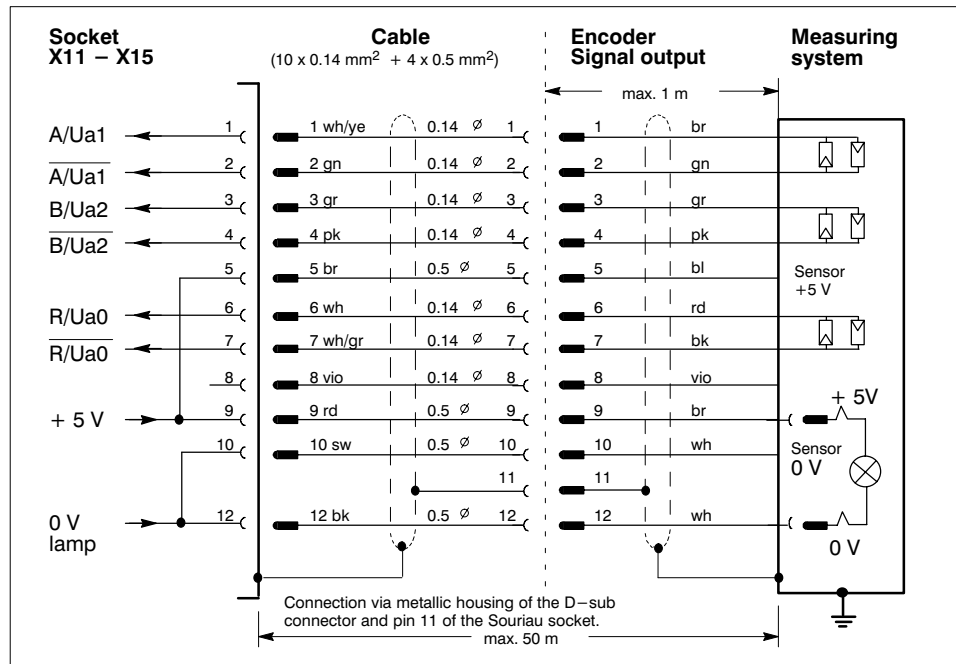 Socket
X11 – X15
Cable
(10 x 0.14 mm² + 4 x 0.5 mm²)
Encoder
Signal output
Measuring
system
max. 1 m
A/Ua1 1 1 wh/ye 0.14 ⌀ 1 1 br
A/Ua1 2 2 gn 0.14 ⌀ 2 2 gn
B/Ua2 3 3 gr 0.14 ⌀ 3 3 gr
B/Ua2 4 4 pk 0.14 ⌀ 4 4 pk
5 5 br 0.5 ⌀ 5 5 bl
Sensor
+5 V
R/Ua0 6 6 wh 0.14 ⌀ 6 6 rd
R/Ua0 7 7 wh/gr 0.14 ⌀ 7 7 bk
8 8 vio 0.14 ⌀ 8 8 vio
+ 5 V 9 9 rd 0.5 ⌀ 9 9 br + 5V
10 10 sw 0.5 ⌀ 10 10 wh
Sensor
0 V
11 11
0 V
lamp
12 12 bk 0.5 ⌀ 12 12 wh
0 V
Connection via metallic housing of the D–sub
connector and pin 11 of the Souriau socket.
max. 50 m